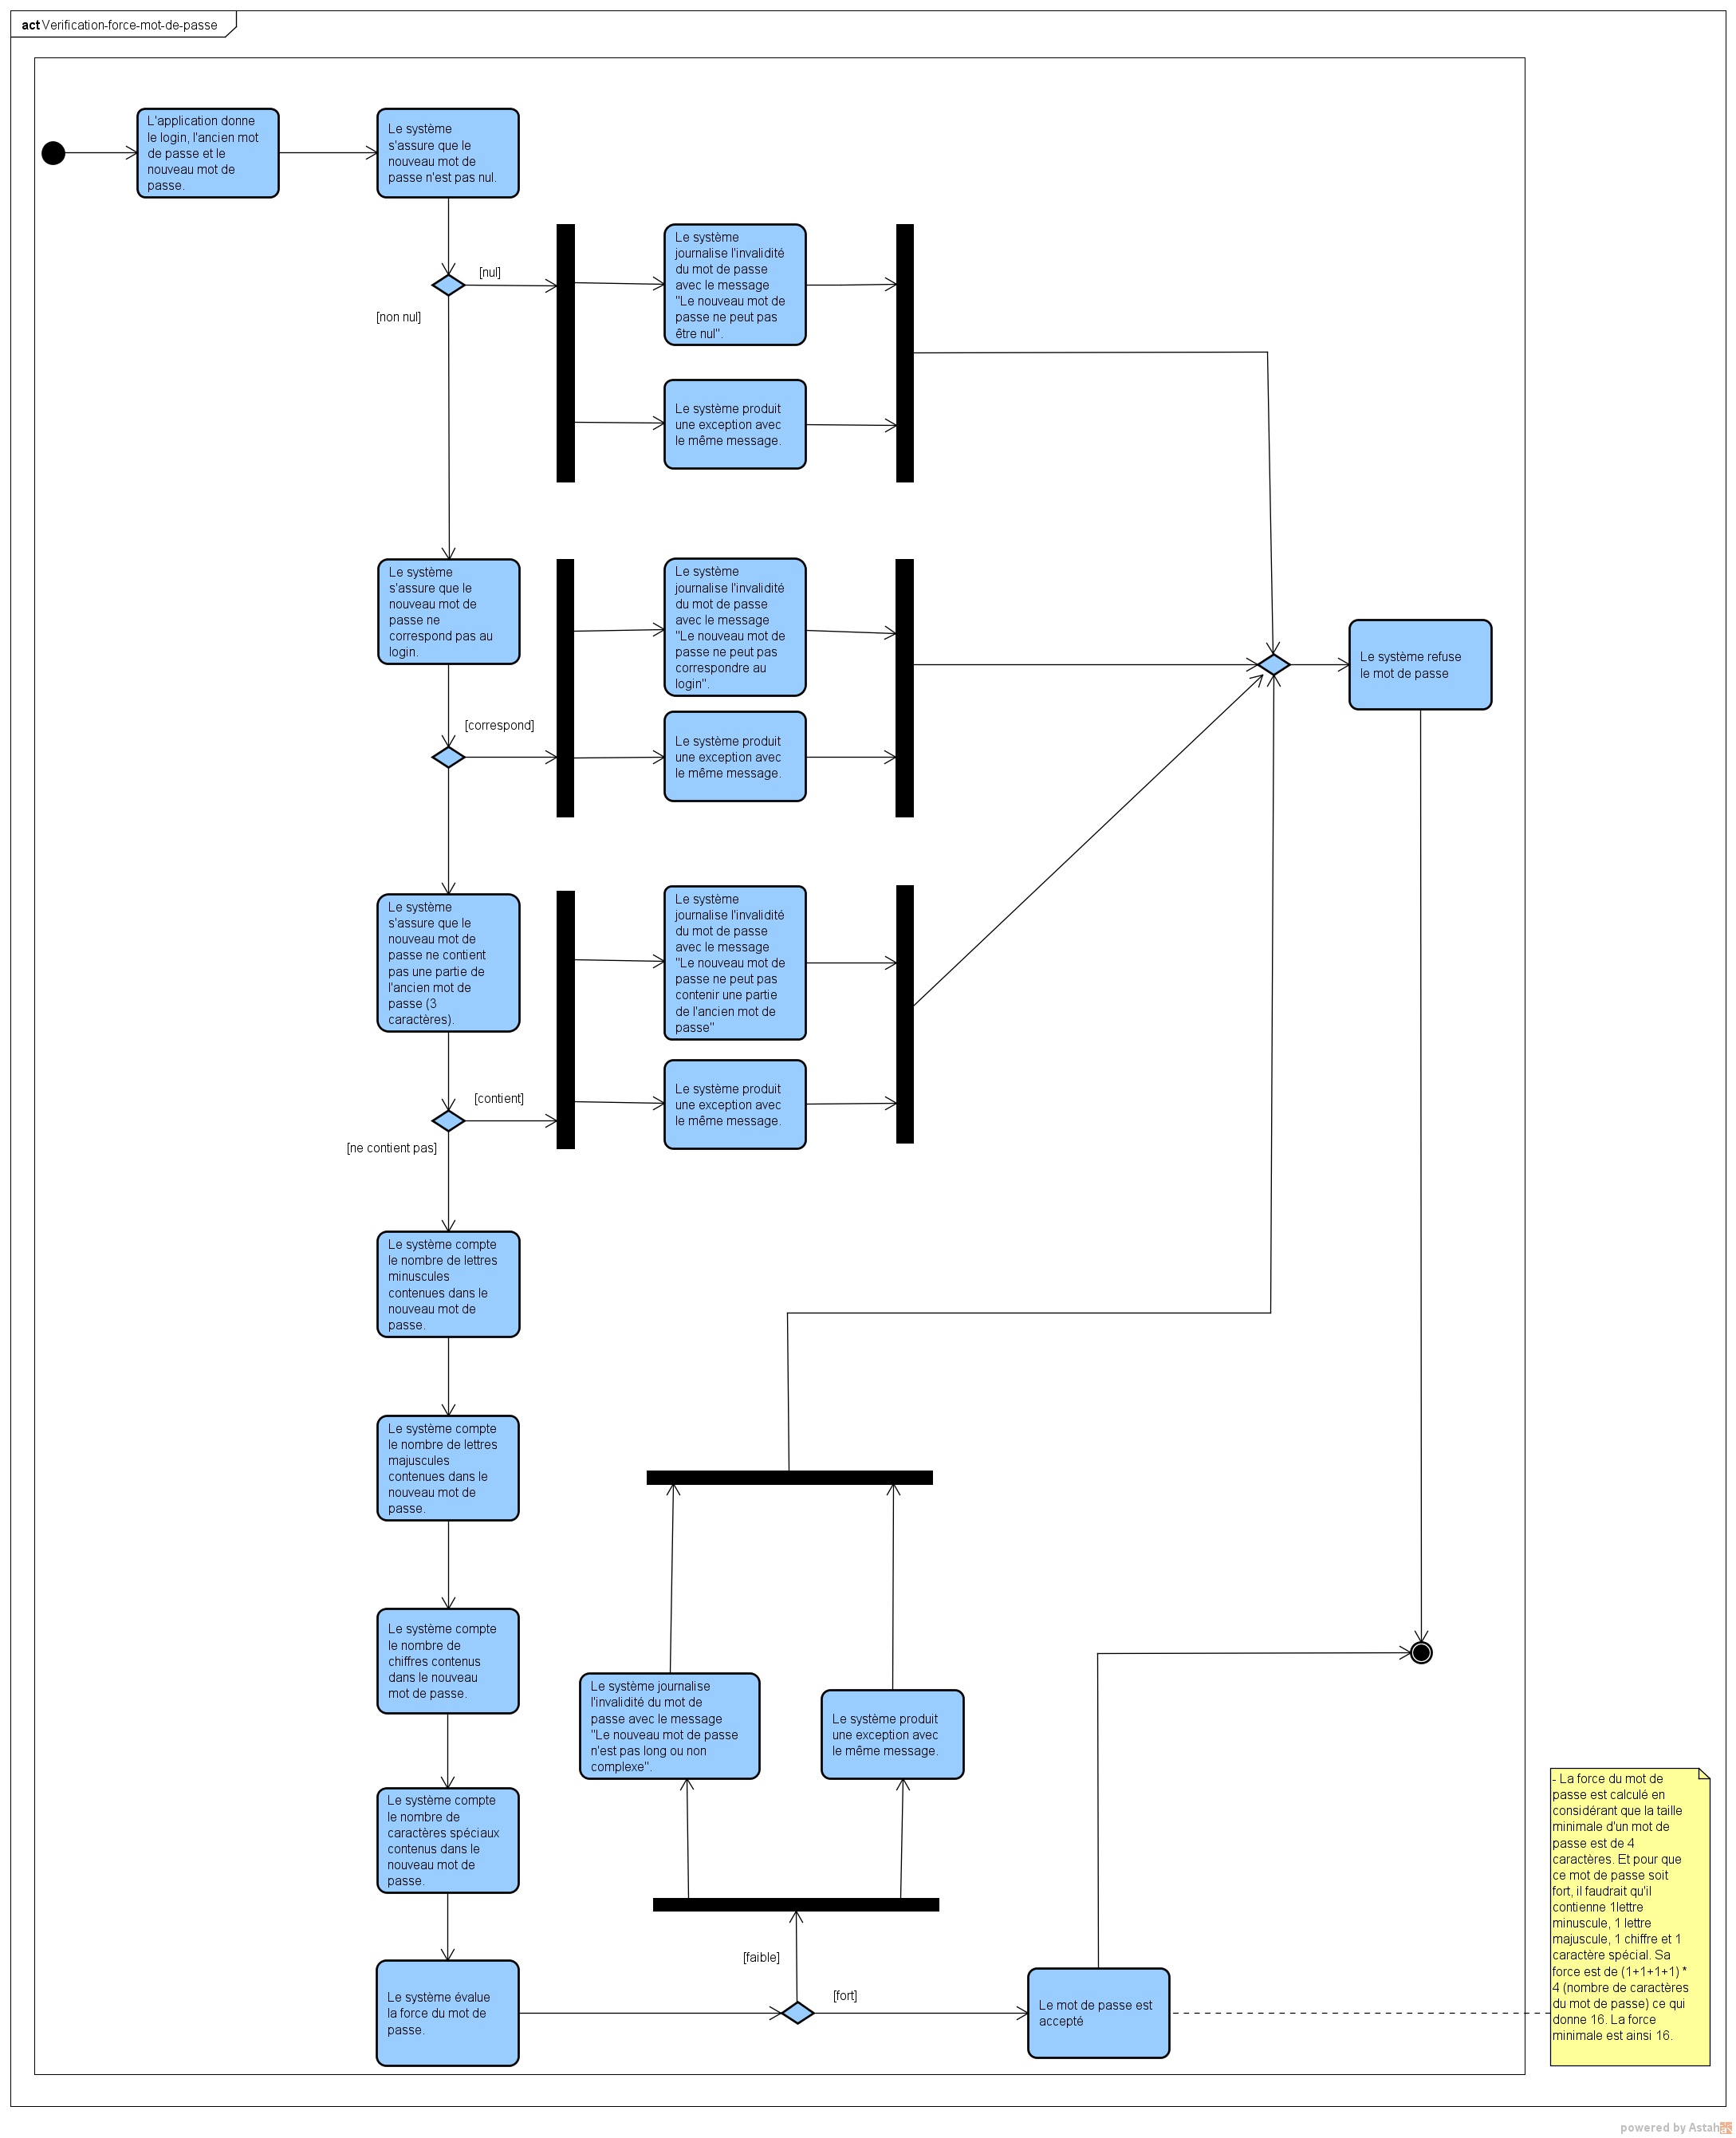 act Verification-force-mot-de-passe
L'application donne
le login, l'ancien mot
de passe et le
nouveau mot de
passe.
Le système
s'assure que le
nouveau mot de
passe n'est pas nul.
[nul]
[non nul]
Le système
journalise l'invalidité
du mot de passe
avec le message
"Le nouveau mot de
passe ne peut pas
être nul".
Le système produit
une exception avec
le même message.
Le système
s'assure que le
nouveau mot de
passe ne
correspond pas au
login.
Le système
journalise l'invalidité
du mot de passe
avec le message
"Le nouveau mot de
passe ne peut pas
correspondre au
login".
Le système refuse
le mot de passe
[correspond]
Le système produit
une exception avec
le même message.
Le système
s'assure que le
nouveau mot de
passe ne contient
pas une partie de
l'ancien mot de
passe (3
caractères).
Le système
journalise l'invalidité
du mot de passe
avec le message
"Le nouveau mot de
passe ne peut pas
contenir une partie
de l'ancien mot de
passe"
[contient]
[ne contient pas]
Le système produit
une exception avec
le même message.
Le système compte
le nombre de lettres
minuscules
contenues dans le
nouveau mot de
passe.
Le système compte
le nombre de lettres
majuscules
contenues dans le
nouveau mot de
passe.
Le système compte
le nombre de
chiffres contenus
dans le nouveau
mot de passe.
Le système journalise
l'invalidité du mot de
passe avec le message
"Le nouveau mot de passe
n'est pas long ou non
complexe".
Le système produit
une exception avec
le même message.
Le système compte
le nombre de
caractères spéciaux
contenus dans le
nouveau mot de
passe.
Le système évalue
la force du mot de
passe.
[faible]
[fort]
Le mot de passe est
accepté
- La force du mot de
passe est calculé en
considérant que la taille
minimale d'un mot de
passe est de 4
caractères. Et pour que
ce mot de passe soit
fort, il faudrait qu'il
contienne 1lettre
minuscule, 1 lettre
majuscule, 1 chiffre et 1
caractère spécial. Sa
force est de (1+1+1+1) *
4 (nombre de caractères
du mot de passe) ce qui
donne 16. La force
minimale est ainsi 16.
powered by Astah